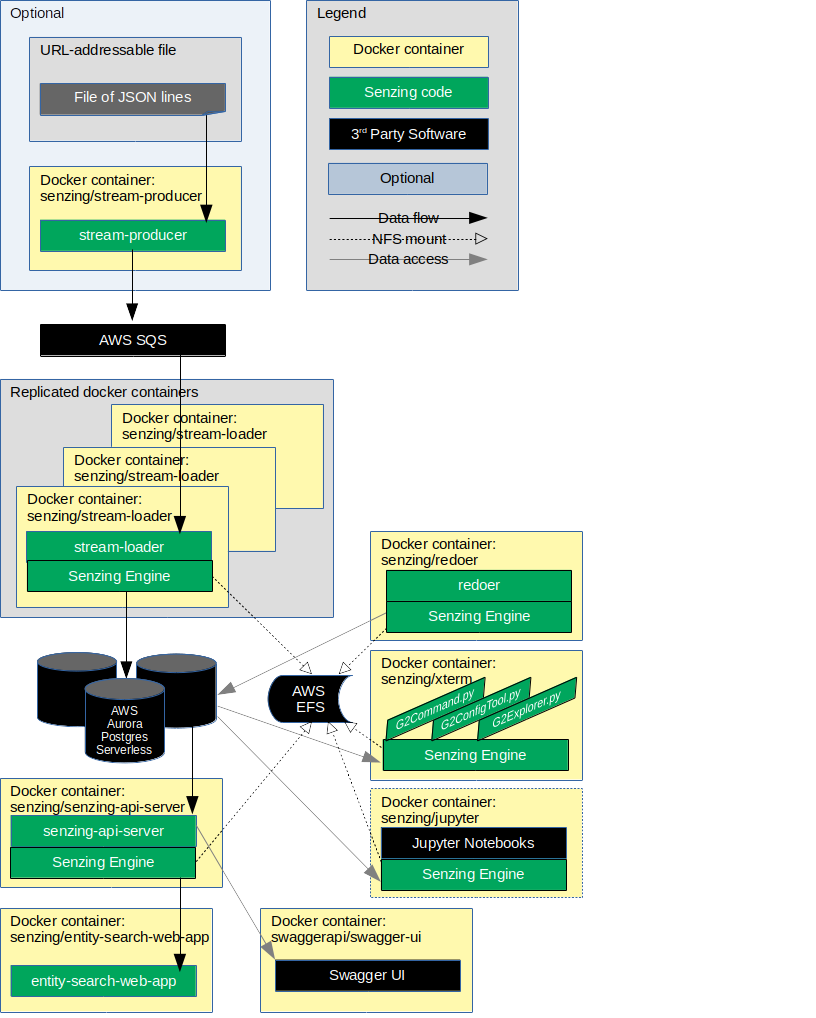 Optional
URL-addressable file
File of JSON lines
Docker container:
senzing/stream-producer
stream-producer
Legend
Docker container
Senzing code
3rd Party Software
Optional
Data flow
NFS mount
Data access
AWS SQS
Replicated docker containers
Docker container:
senzing/stream-loader
Docker container:
senzing/stream-loader
Docker container:
senzing/stream-loader
stream-loader
Senzing Engine
Docker container:
senzing/redoer
redoer
Senzing Engine
AWS
Aurora
Postgres
Serverless
AWS
EFS
Docker container:
senzing/xterm
G2Command.py
G2ConfigTool.py
G2Explorer.py
Senzing Engine
Docker container:
senzing/senzing-api-server
senzing-api-server
Senzing Engine
Docker container:
senzing/jupyter
Jupyter Notebooks
Senzing Engine
Docker container:
senzing/entity-search-web-app
entity-search-web-app
Docker container:
swaggerapi/swagger-ui
Swagger UI